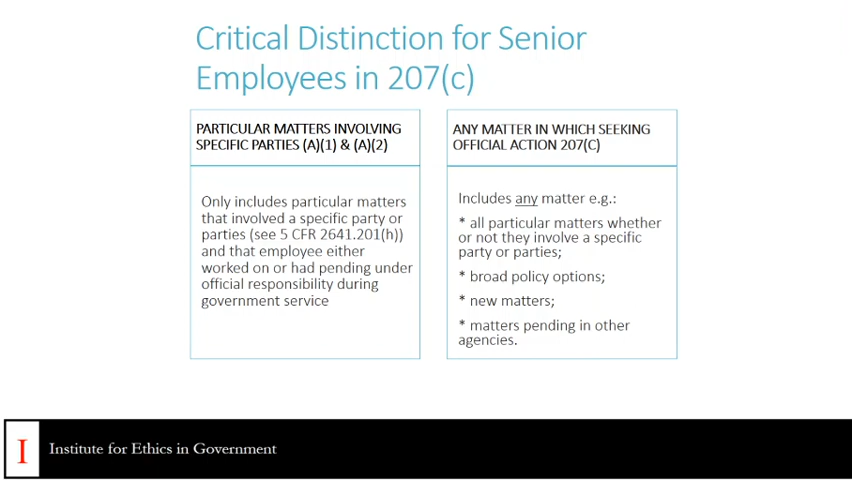 Critical Distinction for Senior
Employees in 207(c)
PARTICULAR MATTERS INVOLVING
SPECIFIC PARTIES (A)(1) & (A)(2)
Only includes particular matters
that involved a specific party or
parties (see 5 CFR 2641.201(h))
and that employee either
worked on or had pending under
official responsibility during
government service
ANY MATTER IN WHICH SEEKING
OFFICIAL ACTION 207(C)
Includes any matter e.g.:
* all particular matters whether
or not they involve a specific
party or parties;
* broad policy options;
* new matters;
* matters pending in other
agencies.
I
Institute for Ethics in Government